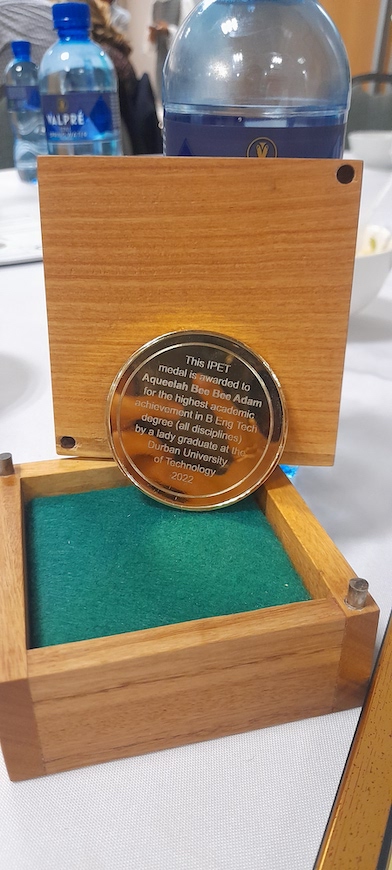 VALPRÉ
This IPET
medal is awarded to
Aqueelah Bee Bee Adam
for the highest academic
achievement in B Eng Tech
degree (all disciplines)
by a lady graduate at the
Durban University
of Technology
2022